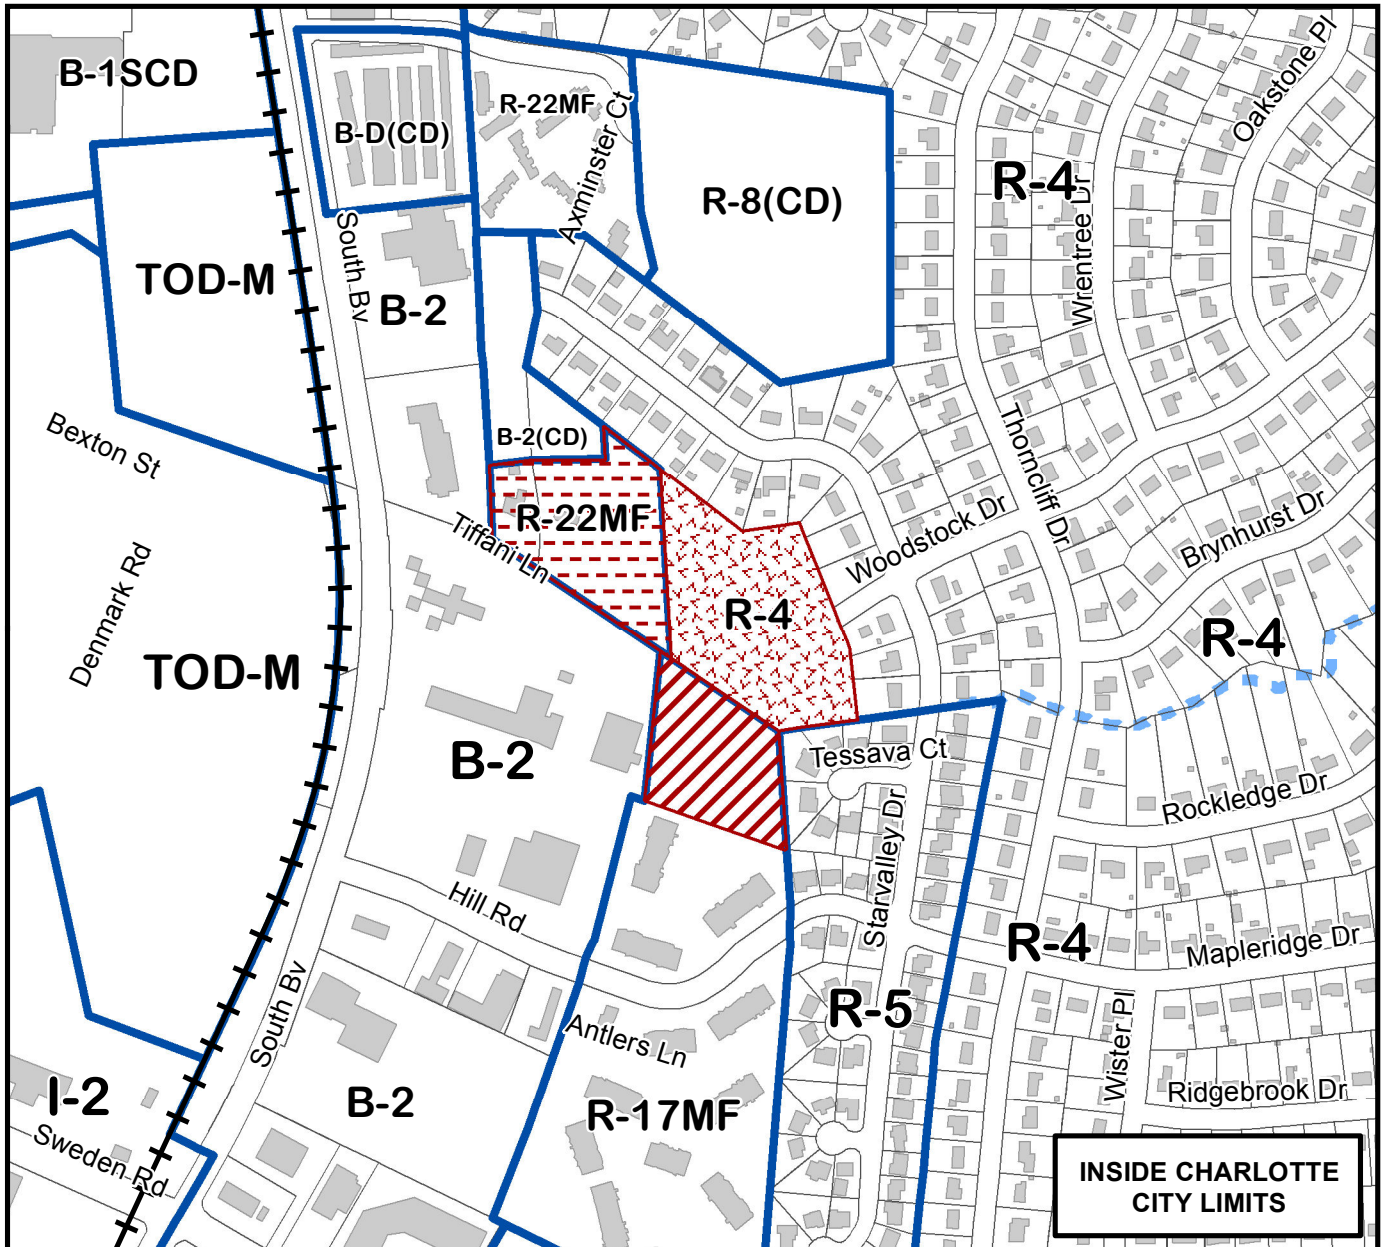 B-1SCD
B-D(CD)
R-22MF
Axminster Ct
R-8(CD)
R-4
Wrentree Dr
Oakstone Pl
TOD-M
South Bv
B-2
Bexton St
B-2(CD)
R-22MF
Tiffani Ln
R-4
Thorncliff Dr
Woodstock Dr
Brynhurst Dr
R-4
Denmark Rd
TOD-M
B-2
Tessava Ct
Starvalley Dr
Rockledge Dr
Hill Rd
R-4
Mapleridge Dr
South Bv
Antlers Ln
R-5
Wister Pl
Ridgebrook Dr
I-2
Sweden Rd
B-2
R-17MF
INSIDE CHARLOTTE
CITY LIMITS